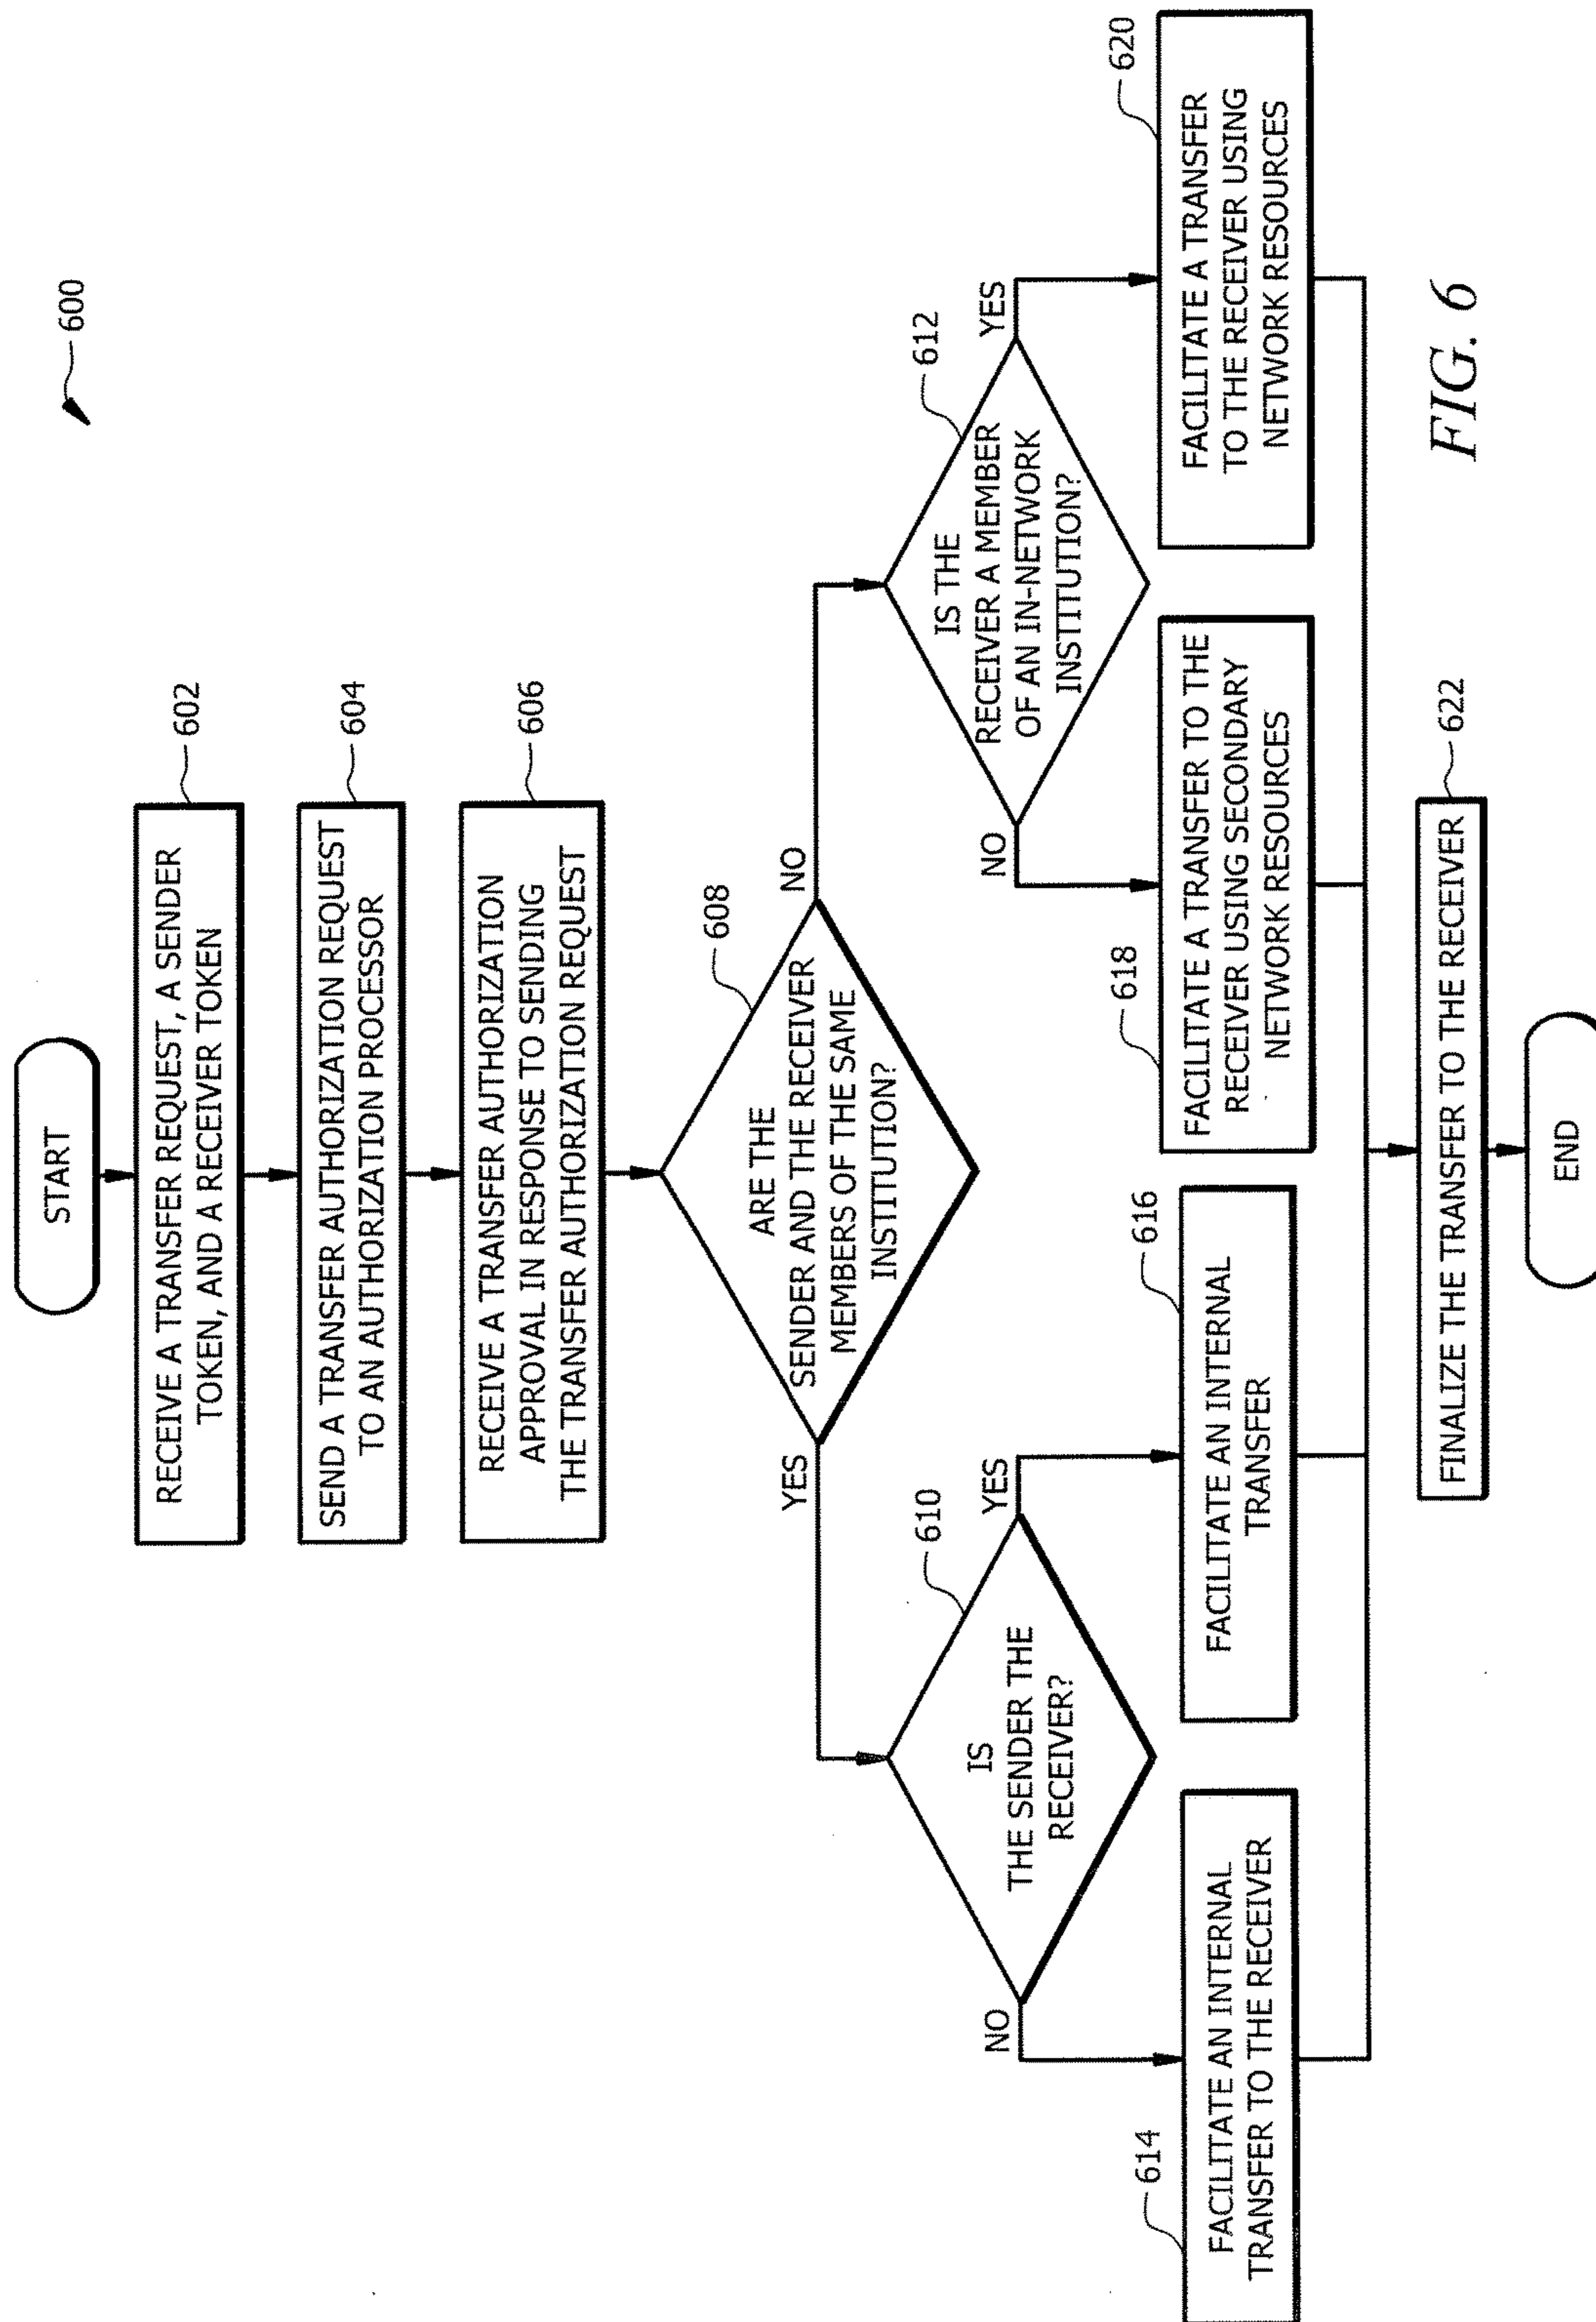 600
START
RECEIVE A TRANSFER REQUEST, A SENDER
TOKEN, AND A RECEIVER TOKEN
602
SEND A TRANSFER AUTHORIZATION REQUEST
TO AN AUTHORIZATION PROCESSOR
604
RECEIVE A TRANSFER AUTHORIZATION
APPROVAL IN RESPONSE TO SENDING
THE TRANSFER AUTHORIZATION REQUEST
606
ARE THE
SENDER AND THE RECEIVER
MEMBERS OF THE SAME
INSTITUTION?
608
YES
NO
IS
THE SENDER THE
RECEIVER?
610
NO
YES
IS THE
RECEIVER A MEMBER
OF AN IN-NETWORK
INSTITUTION?
612
NO
YES
614
FACILITATE AN INTERNAL
TRANSFER TO THE RECEIVER
FACILITATE AN INTERNAL
TRANSFER
616
618
FACILITATE A TRANSFER TO THE
RECEIVER USING SECONDARY
NETWORK RESOURCES
FACILITATE A TRANSFER
TO THE RECEIVER USING
NETWORK RESOURCES
620
FINALIZE THE TRANSFER TO THE RECEIVER
622
END
FIG. 6